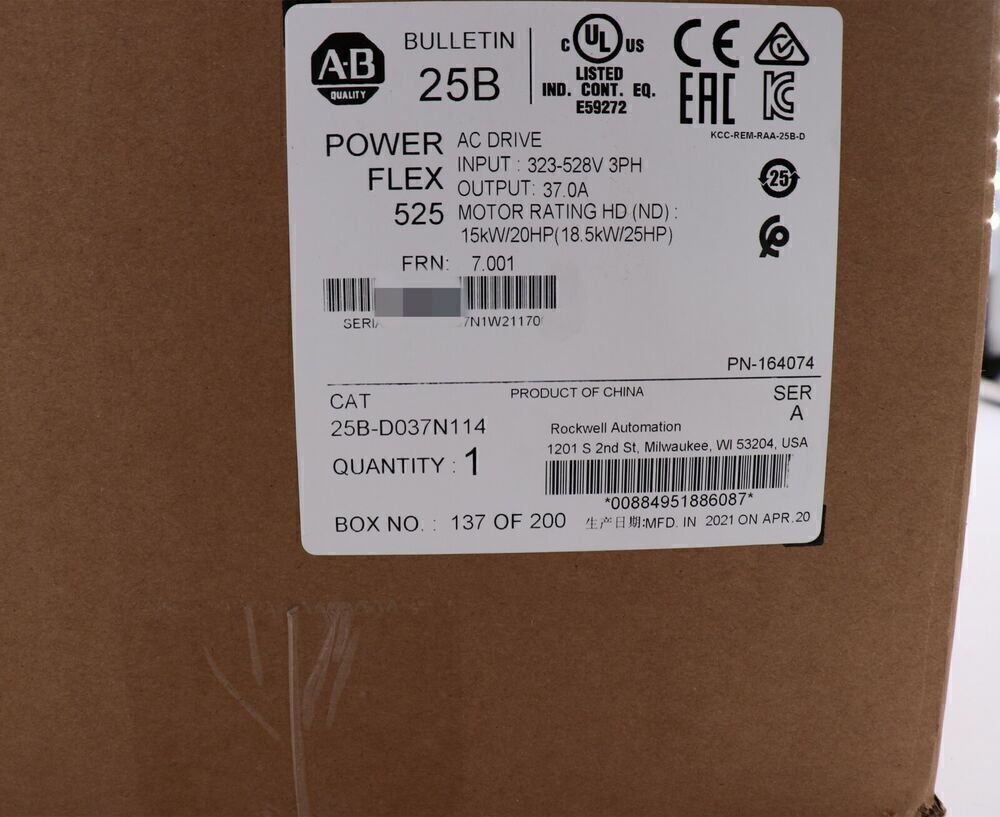 A-B
QUALITY
BULLETIN
25B
C UL US
LISTED
IND. CONT. EQ.
E59272
CE
EAC
KCC-REM-RAA-25B-D
25
POWER
FLEX
525
AC DRIVE
INPUT : 323-528V 3PH
OUTPUT: 37.0A
MOTOR RATING HD (ND) :
15kW/20HP(18.5kW/25HP)
FRN: 7.001
SERI
7N1W21170
PN-164074
CAT
25B-D037N114
PRODUCT OF CHINA
SER
A
Rockwell Automation
1201 S 2nd St, Milwaukee, WI 53204, USA
QUANTITY : 1
*00884951886087*
BOX NO. : 137 OF 200
生产日期:MFD. IN 2021 ON APR.20